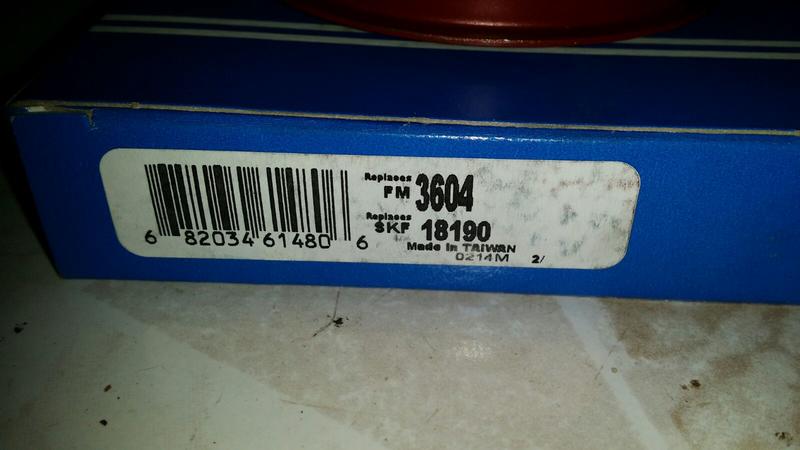 Replaces
FM 3604
Replaces
SKF 18190
Made in TAIWAN
0214M 2/
6 82034 61480 6